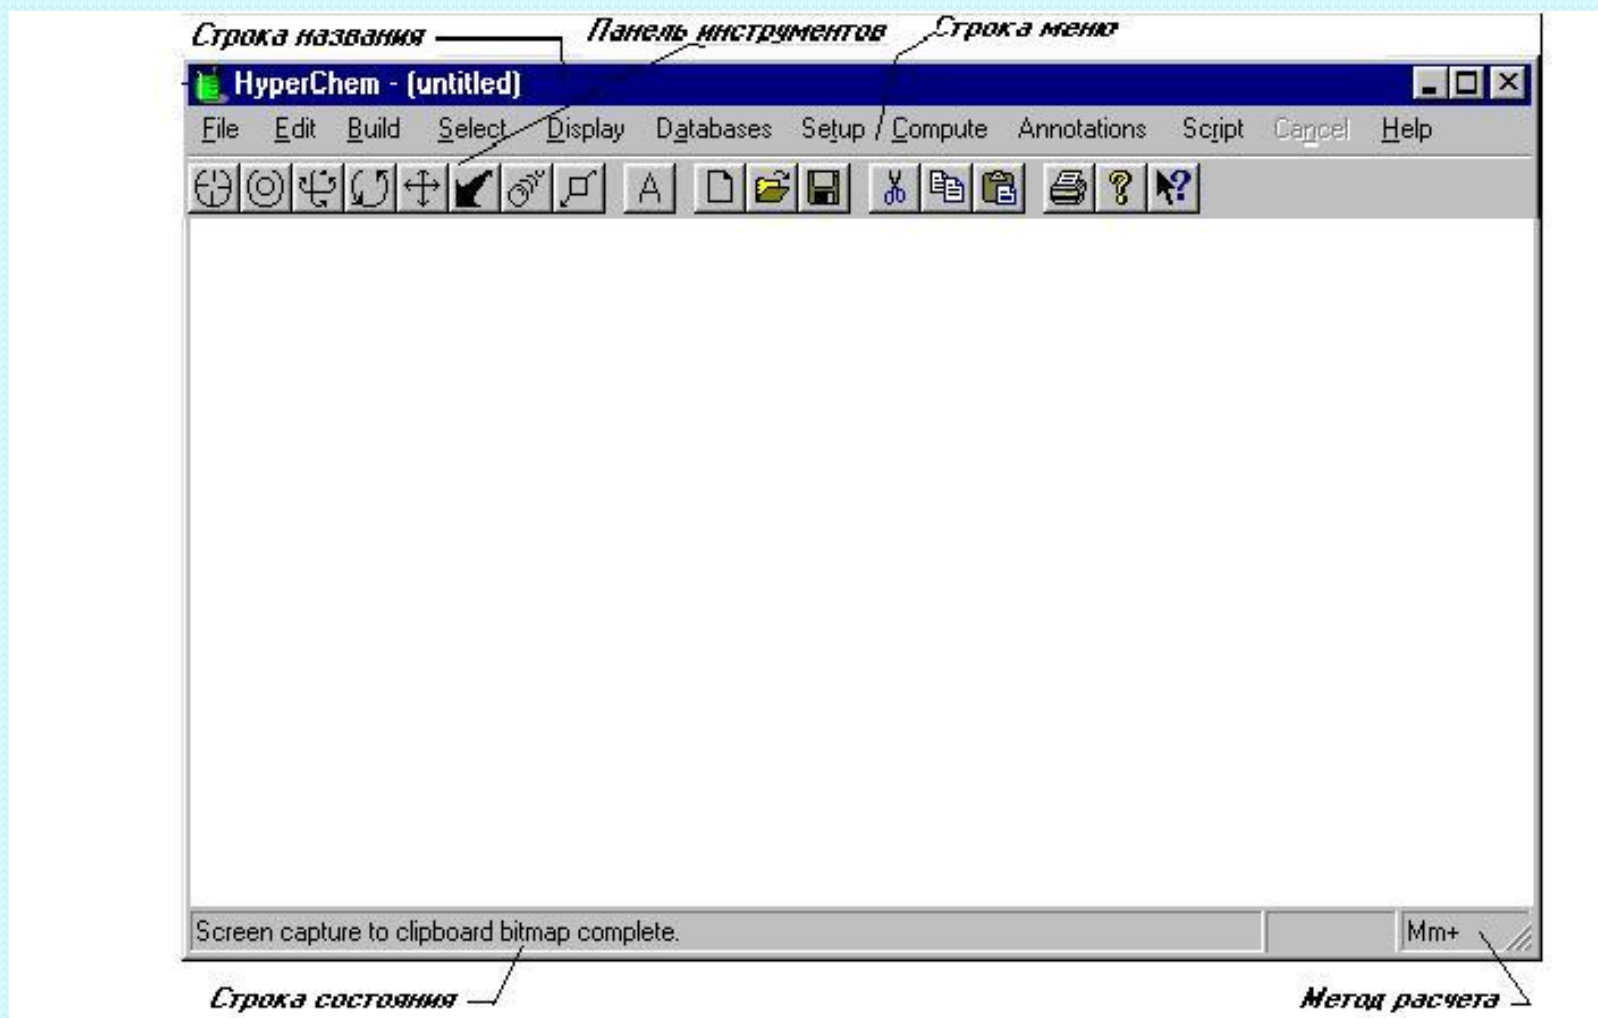 Строка названия Панель инструментов Строка меню
HyperChem - (untitled)
File Edit Build Select Display Databases Setup Compute Annotations Script Cancel Help
A
Screen capture to clipboard bitmap complete. Mm+
Строка состояния Метод расчета